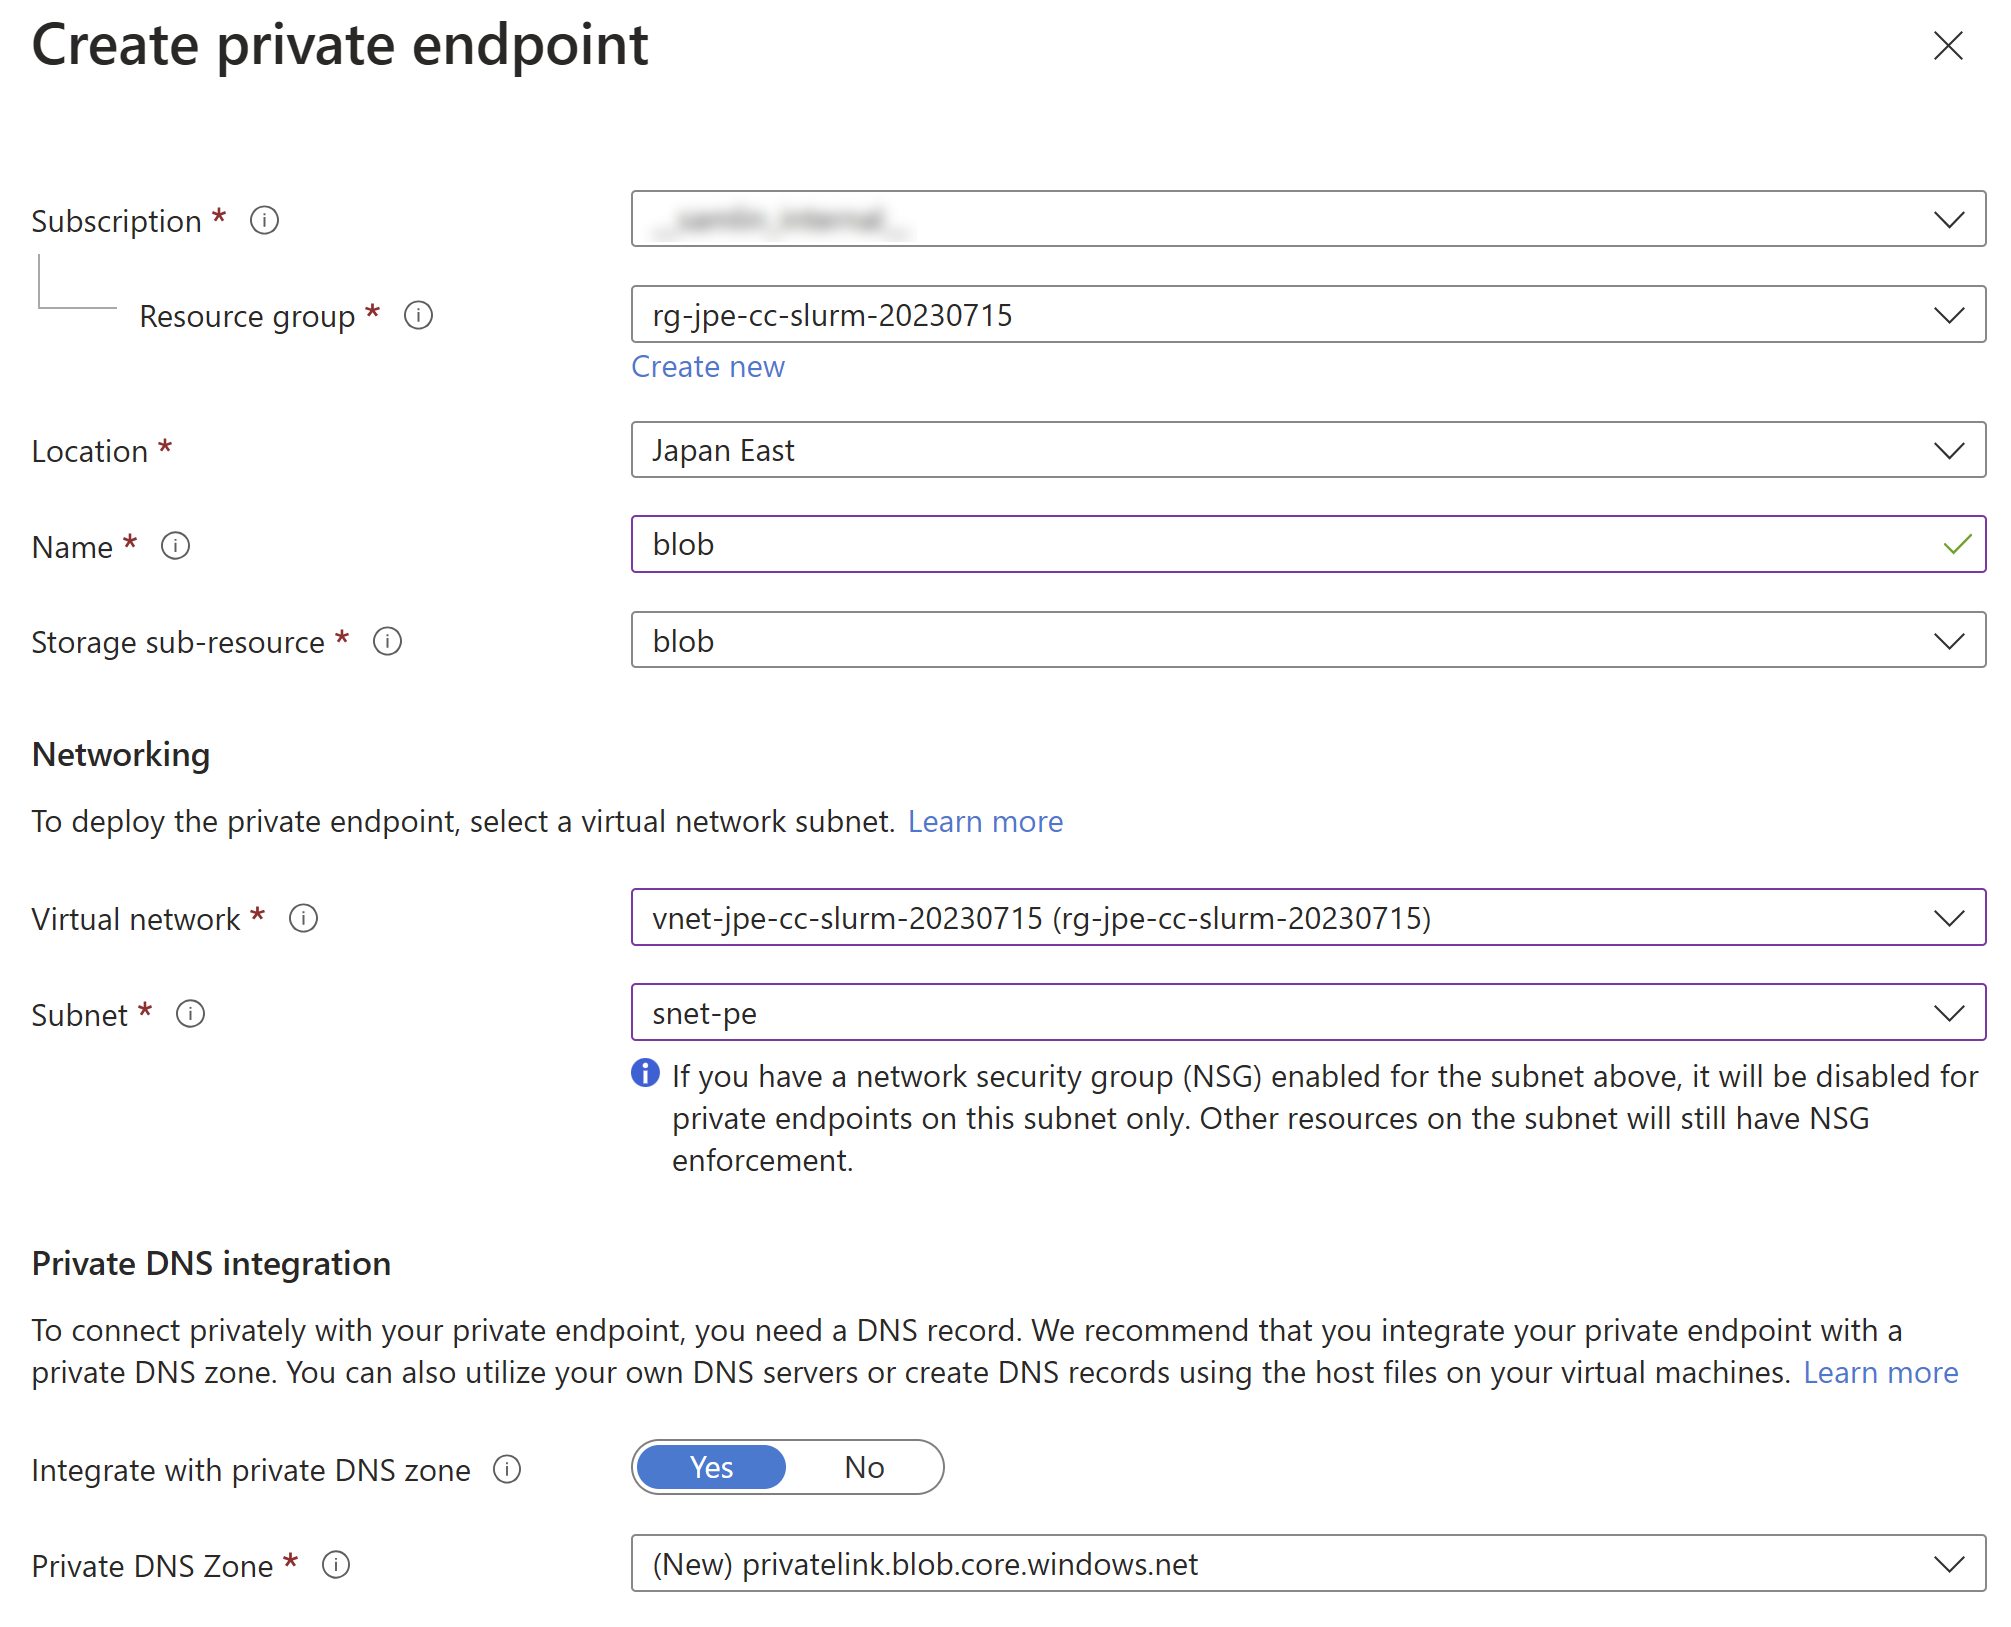 Create private endpoint
Subscription *
Resource group *
rg-jpe-cc-slurm-20230715
Create new
Location *
Japan East
Name *
blob
Storage sub-resource *
blob
Networking
To deploy the private endpoint, select a virtual network subnet. Learn more
Virtual network *
vnet-jpe-cc-slurm-20230715 (rg-jpe-cc-slurm-20230715)
Subnet *
snet-pe
If you have a network security group (NSG) enabled for the subnet above, it will be disabled for
private endpoints on this subnet only. Other resources on the subnet will still have NSG
enforcement.
Private DNS integration
To connect privately with your private endpoint, you need a DNS record. We recommend that you integrate your private endpoint with a
private DNS zone. You can also utilize your own DNS servers or create DNS records using the host files on your virtual machines. Learn more
Integrate with private DNS zone
Yes No
Private DNS Zone *
(New) privatelink.blob.core.windows.net